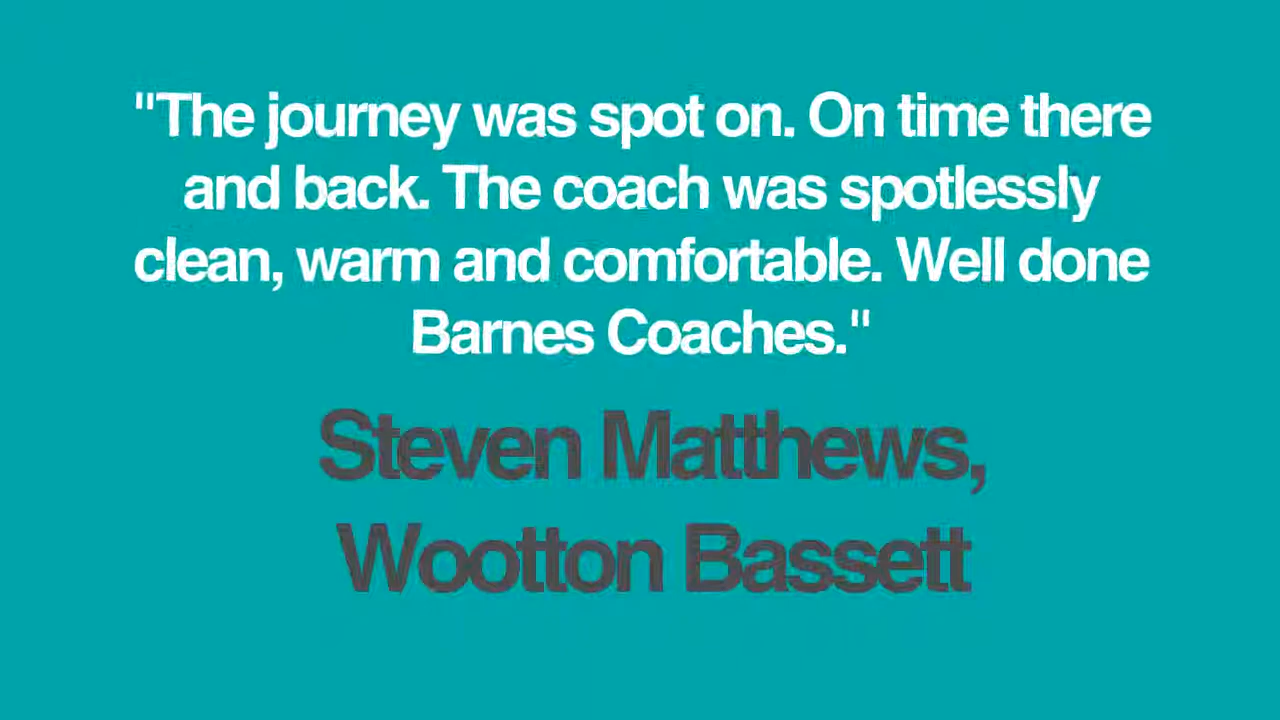 "The journey was spot on. On time there
and back. The coach was spotlessly
clean, warm and comfortable. Well done
Barnes Coaches."
Steven Matthews,
Wootton Bassett